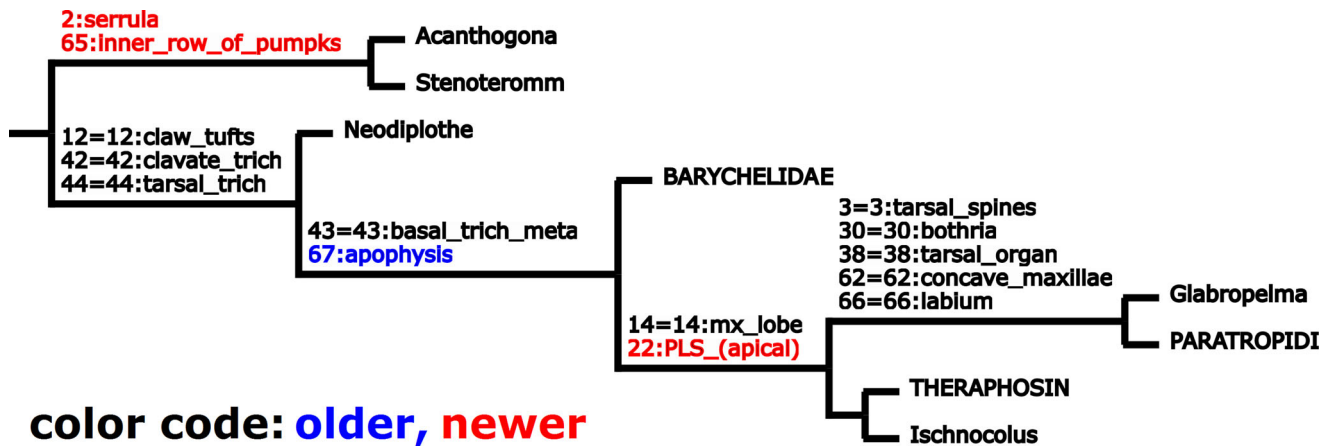 2:serrula
65:inner_row_of_pumpks
Acanthogona
Stenoteromm
12=12:claw_tufts
42=42:clavate_trich
44=44:tarsal_trich
Neodiplothe
BARYCHELIDAE
43=43:basal_trich_meta
67:apophysis
3=3:tarsal_spines
30=30:bothria
38=38:tarsal_organ
62=62:concave_maxillae
66=66:labium
Glabropelma
PARATROPIDI
14=14:mx_lobe
22:PLS_(apical)
THERAPHOSIN
Ischnocolus
color code: older, newer